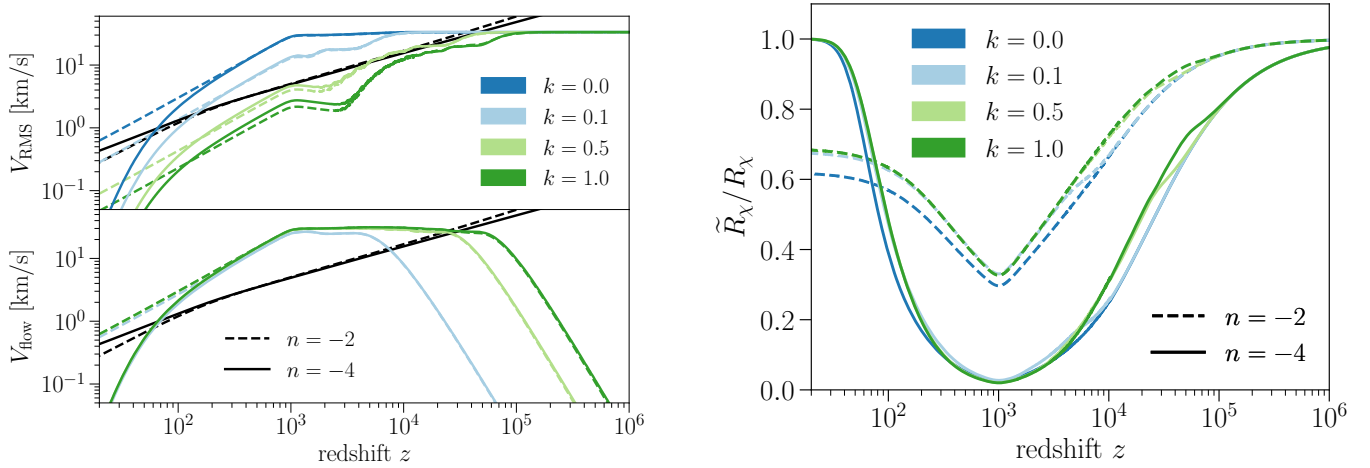 V_RMS [km/s]
10^1
10^0
10^{-1}
k = 0.0
k = 0.1
k = 0.5
k = 1.0
V_flow [km/s]
10^1
10^0
10^{-1}
n = −2
n = −4
10^2 10^3 10^4 10^5 10^6
redshift z
R̃_χ/R_χ
1.0
0.8
0.6
0.4
0.2
0.0
k = 0.0
k = 0.1
k = 0.5
k = 1.0
n = −2
n = −4
10^2 10^3 10^4 10^5 10^6
redshift z